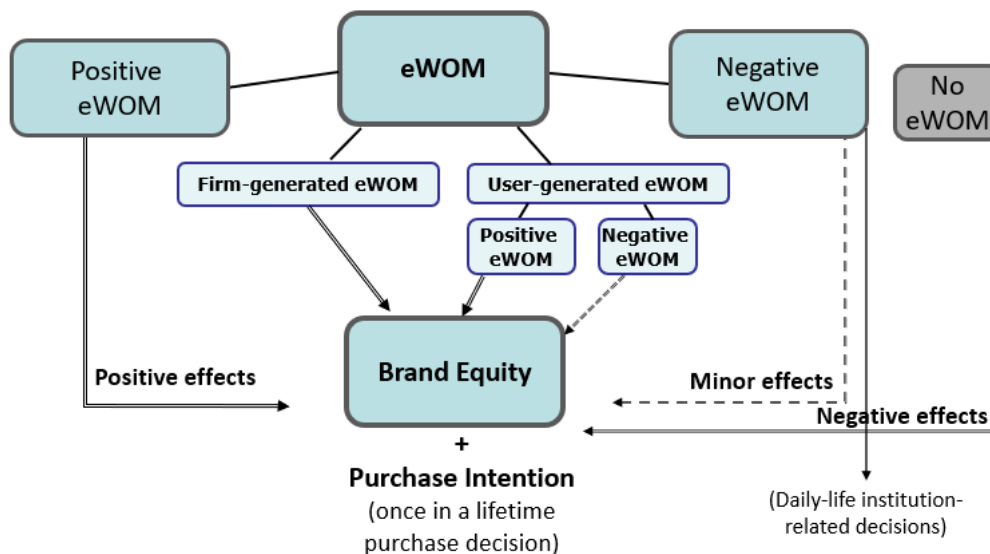 Positive
eWOM
eWOM
Negative
eWOM
No
eWOM
Firm-generated eWOM
User-generated eWOM
Positive
eWOM
Negative
eWOM
Brand Equity
Positive effects
Minor effects
Negative effects
+
Purchase Intention
(once in a lifetime
purchase decision)
(Daily-life institution-
related decisions)